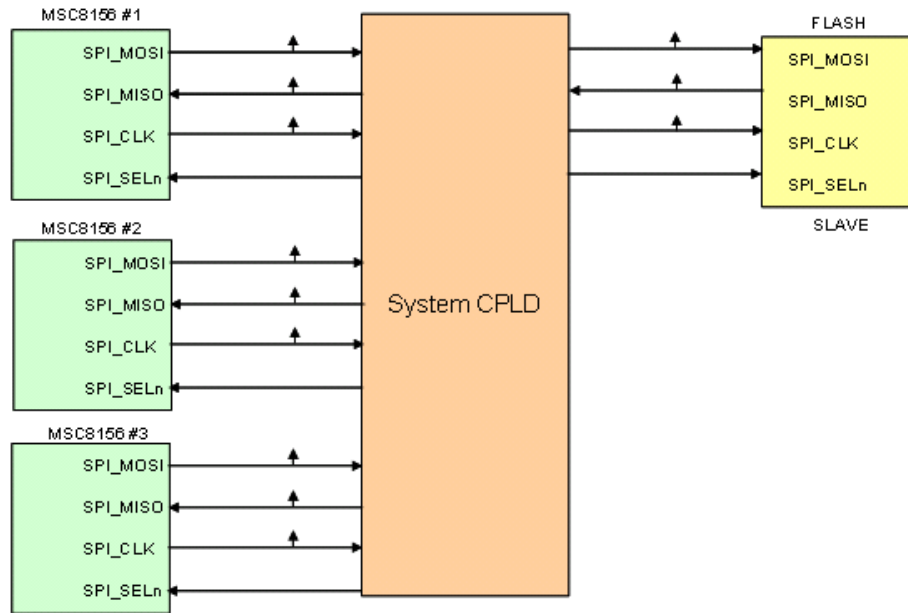 MSC8156 #1
SPI_MOSI
SPI_MISO
SPI_CLK
SPI_SELn
MSC8156 #2
SPI_MOSI
SPI_MISO
SPI_CLK
SPI_SELn
MSC8156 #3
SPI_MOSI
SPI_MISO
SPI_CLK
SPI_SELn
System CPLD
FLASH
SPI_MOSI
SPI_MISO
SPI_CLK
SPI_SELn
SLAVE